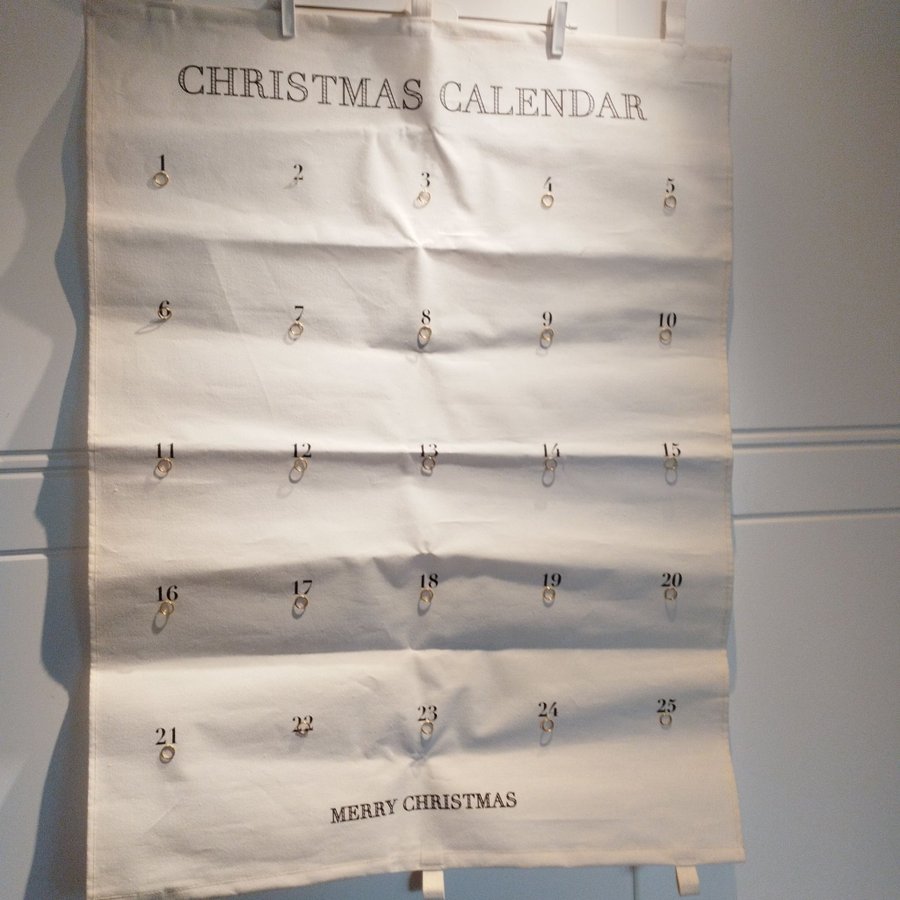 CHRISTMAS CALENDAR
1 2 3 4 5
6 7 8 9 10
11 12 13 14 15
16 17 18 19 20
21 22 23 24 25
MERRY CHRISTMAS